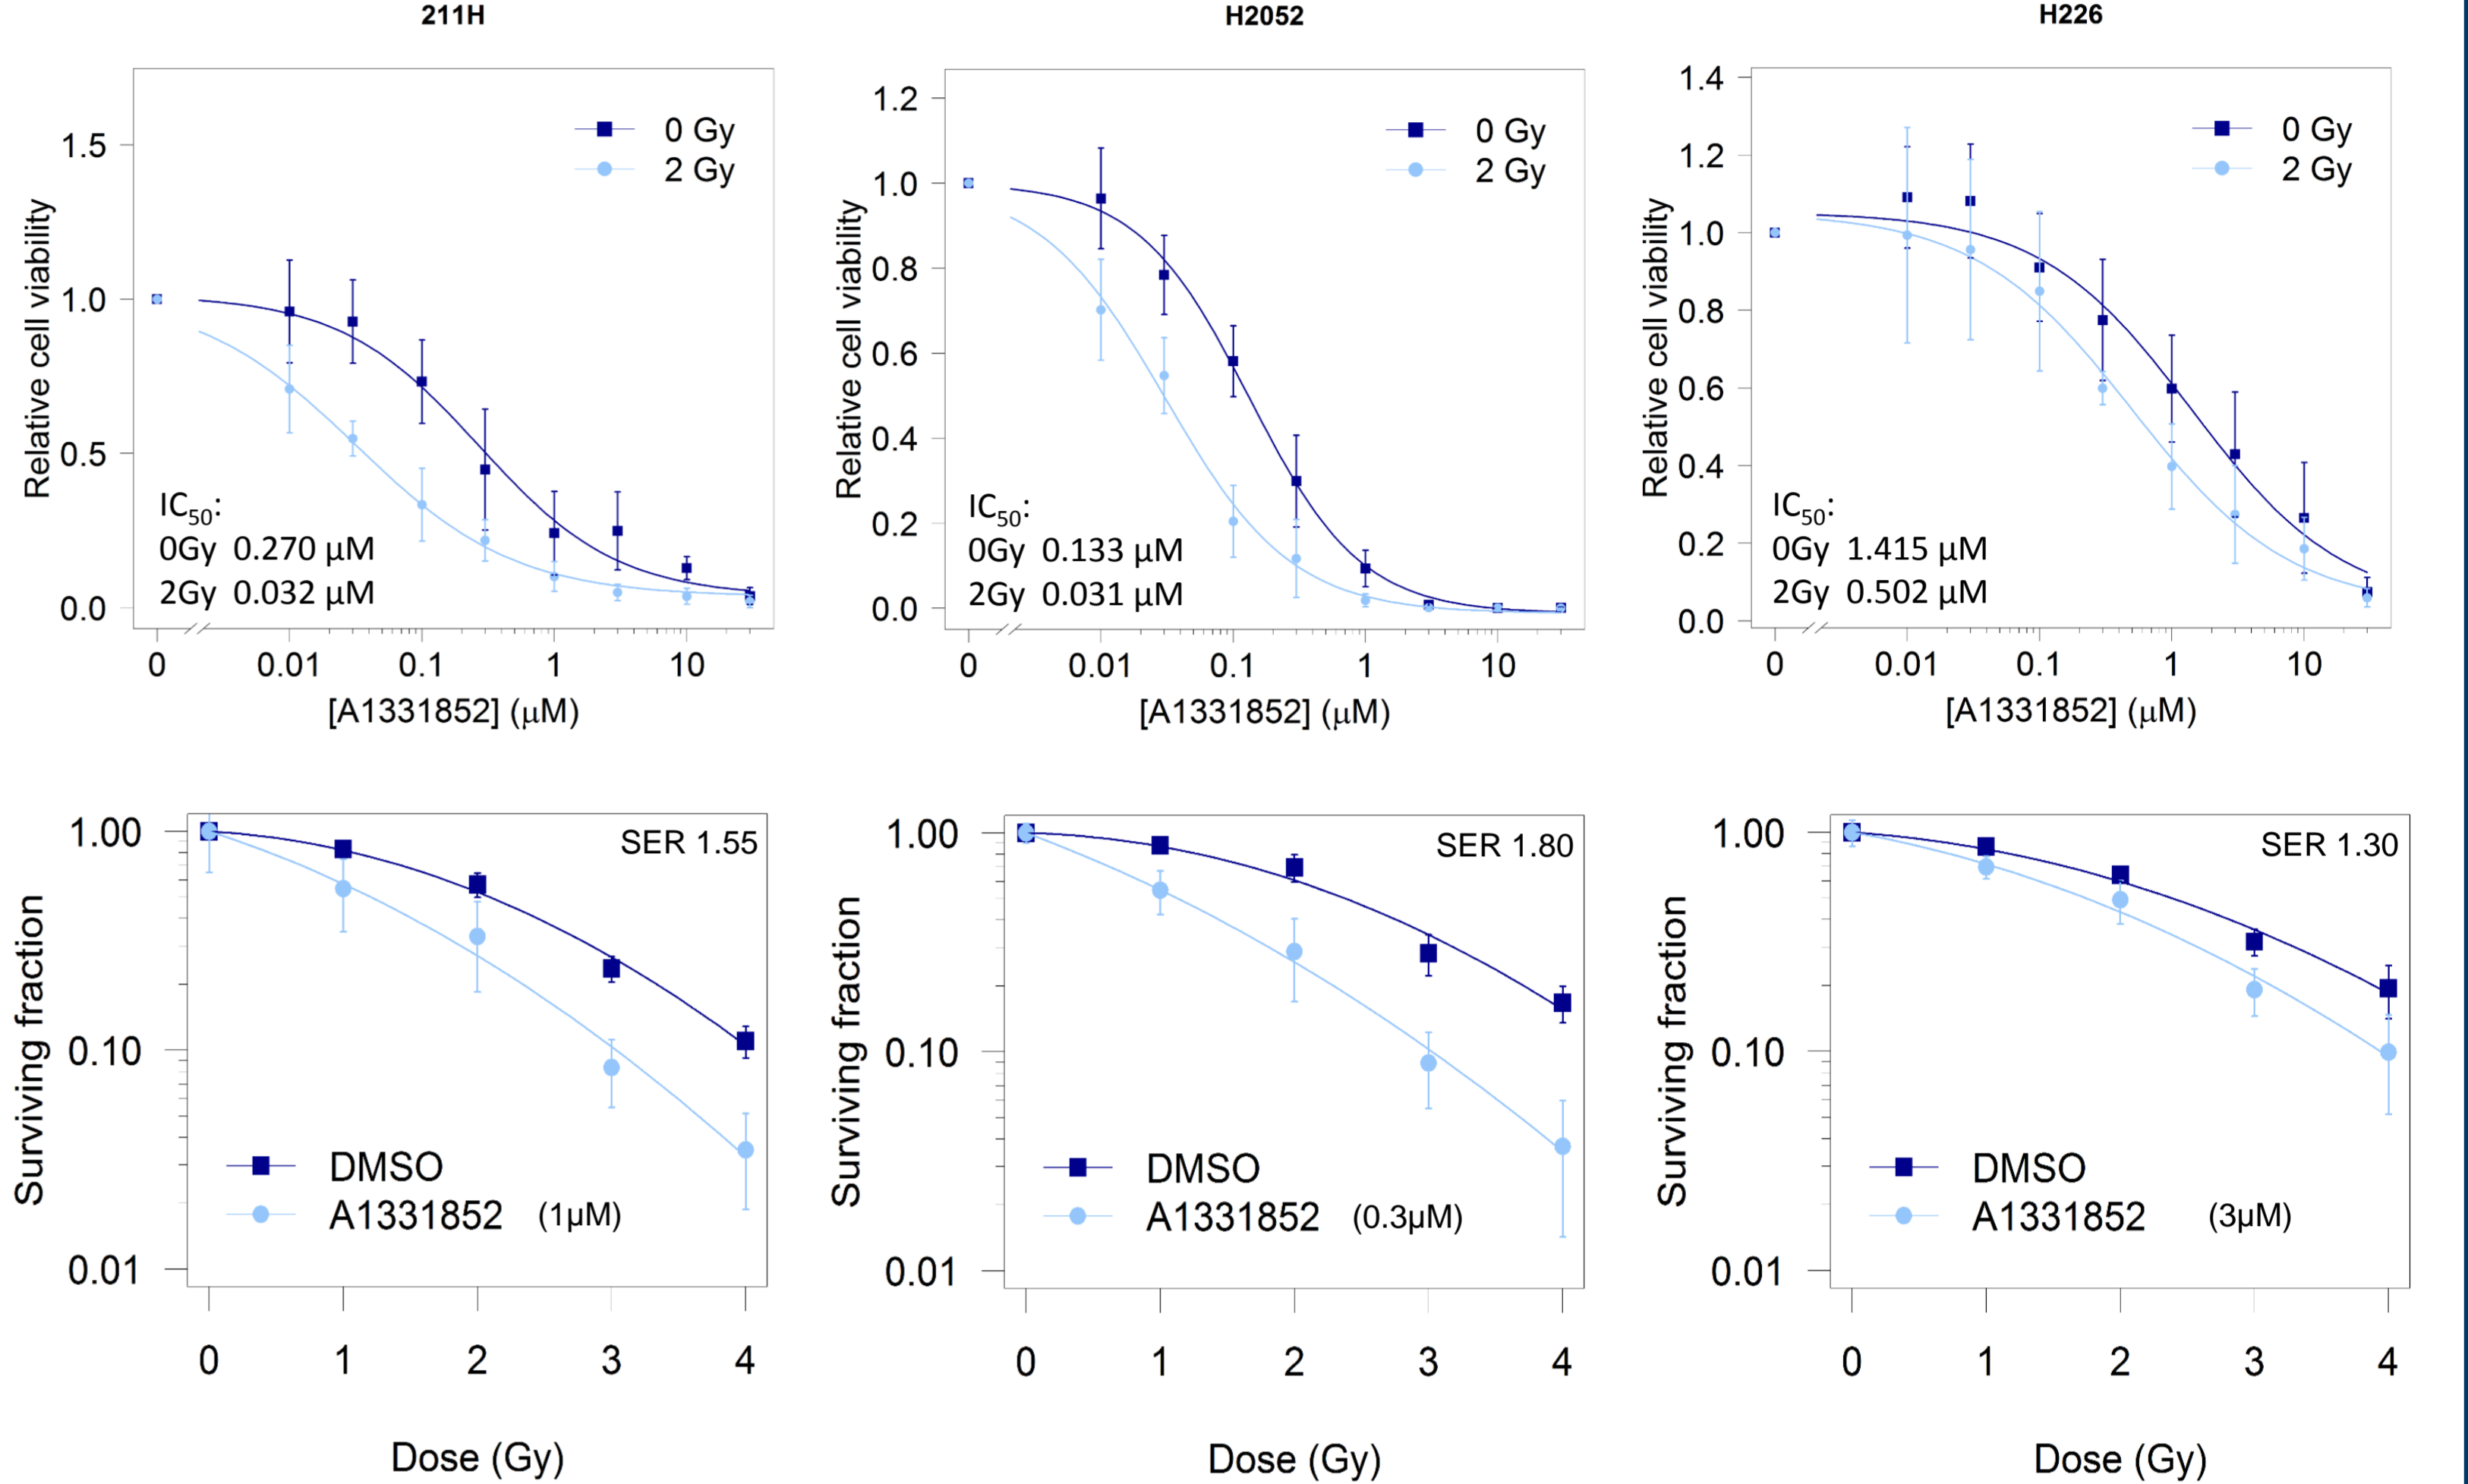 211H
1.5
1.0
0.5
0.0
Relative cell viability
0 Gy
2 Gy
IC50:
0Gy 0.270 μM
2Gy 0.032 μM
0 0.01 0.1 1 10
[A1331852] (μM)
H2052
1.2
1.0
0.8
0.6
0.4
0.2
0.0
Relative cell viability
0 Gy
2 Gy
IC50:
0Gy 0.133 μM
2Gy 0.031 μM
0 0.01 0.1 1 10
[A1331852] (μM)
H226
1.4
1.2
1.0
0.8
0.6
0.4
0.2
0.0
Relative cell viability
0 Gy
2 Gy
IC50:
0Gy 1.415 μM
2Gy 0.502 μM
0 0.01 0.1 1 10
[A1331852] (μM)
1.00
0.10
0.01
Surviving fraction
SER 1.55
DMSO
A1331852 (1μM)
0 1 2 3 4
Dose (Gy)
1.00
0.10
0.01
Surviving fraction
SER 1.80
DMSO
A1331852 (0.3μM)
0 1 2 3 4
Dose (Gy)
1.00
0.10
0.01
Surviving fraction
SER 1.30
DMSO
A1331852 (3μM)
0 1 2 3 4
Dose (Gy)